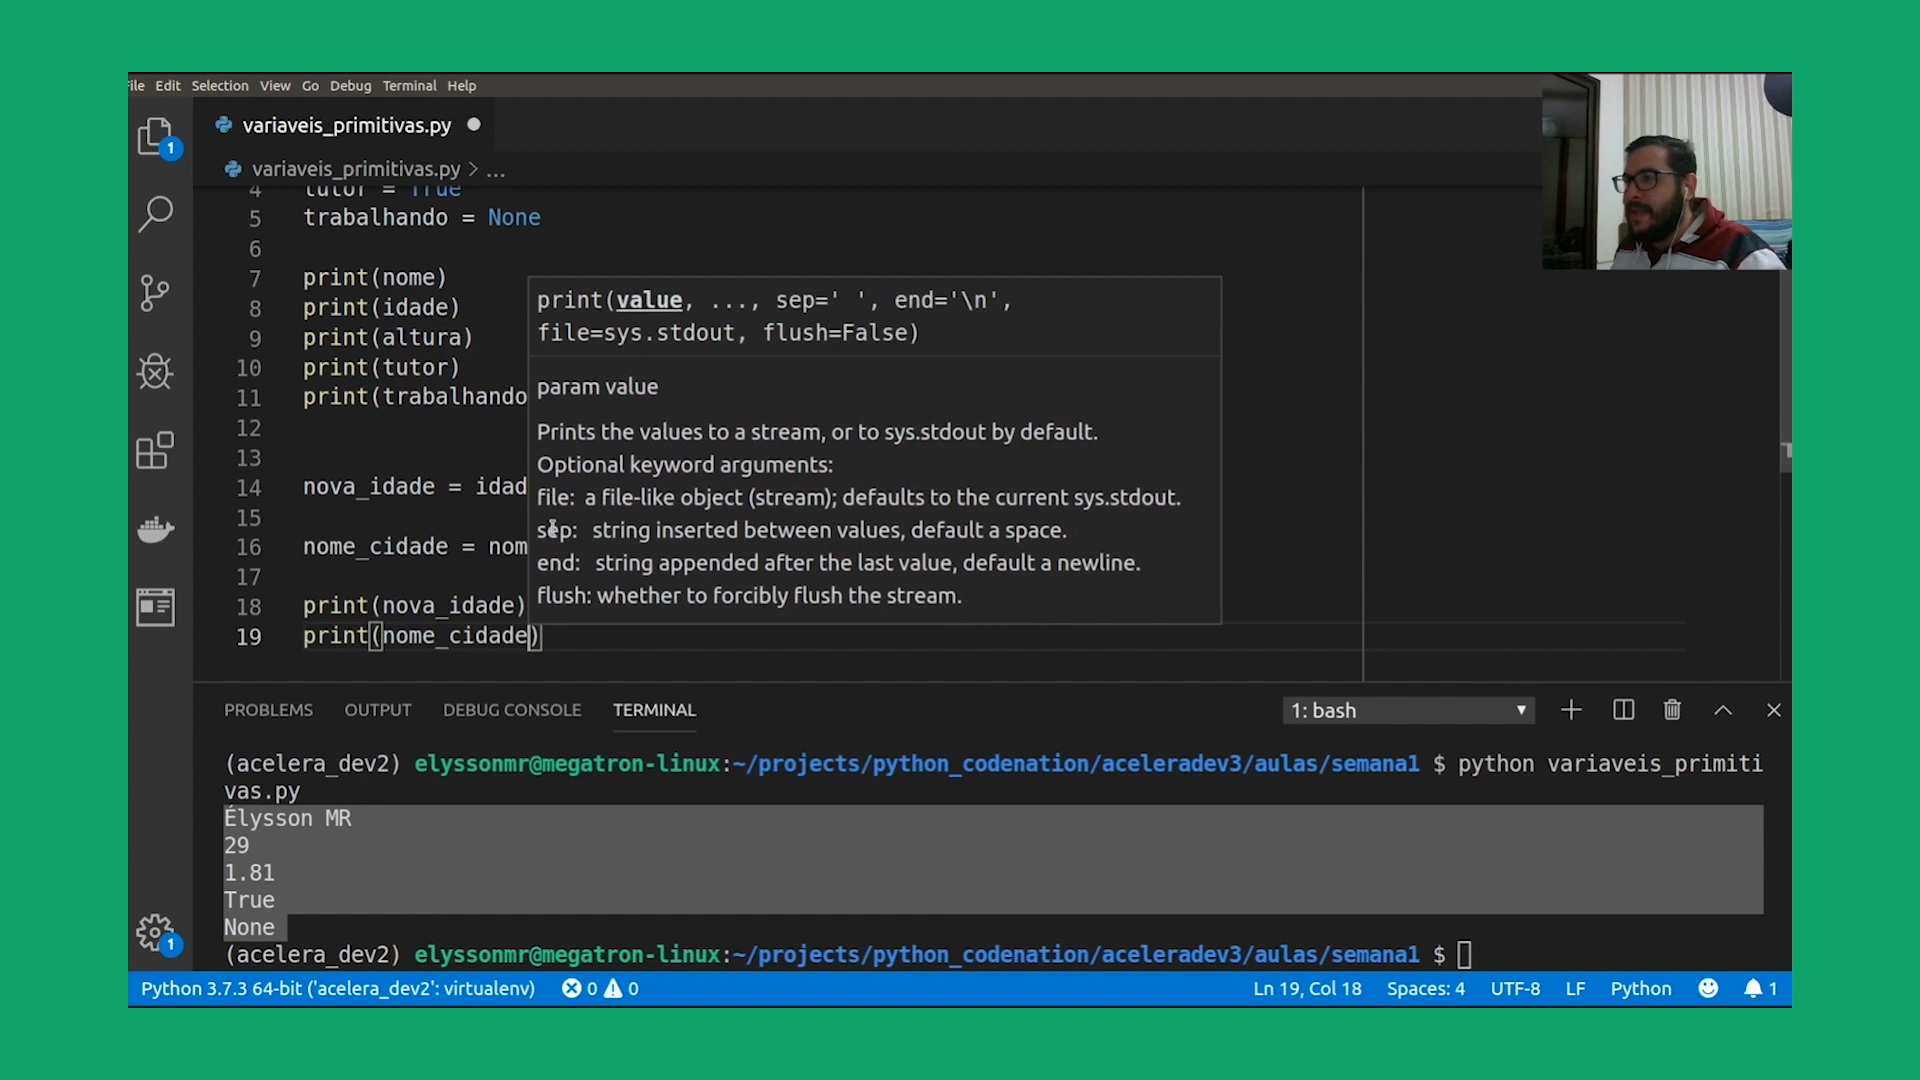 File Edit Selection View Go Debug Terminal Help
variaveis_primitivas.py
variaveis_primitivas.py > ...
4 tutor = True
5 trabalhando = None
6
7 print(nome)
8 print(idade)
9 print(altura)
10 print(tutor)
11 print(trabalhando
12
13
14 nova_idade = idad
15
16 nome_cidade = nom
17
18 print(nova_idade)
19 print(nome_cidade)
print(value, ..., sep=' ', end='\n',
file=sys.stdout, flush=False)
param value
Prints the values to a stream, or to sys.stdout by default.
Optional keyword arguments:
file: a file-like object (stream); defaults to the current sys.stdout.
sep: string inserted between values, default a space.
end: string appended after the last value, default a newline.
flush: whether to forcibly flush the stream.
PROBLEMS OUTPUT DEBUG CONSOLE TERMINAL 1: bash
(acelera_dev2) elyssonmr@megatron-linux:~/projects/python_codenation/aceleradev3/aulas/semana1 $ python variaveis_primiti
vas.py
Élysson MR
29
1.81
True
None
(acelera_dev2) elyssonmr@megatron-linux:~/projects/python_codenation/aceleradev3/aulas/semana1 $
Python 3.7.3 64-bit ('acelera_dev2': virtualenv) 0 0 Ln 19, Col 18 Spaces: 4 UTF-8 LF Python 1
1
1